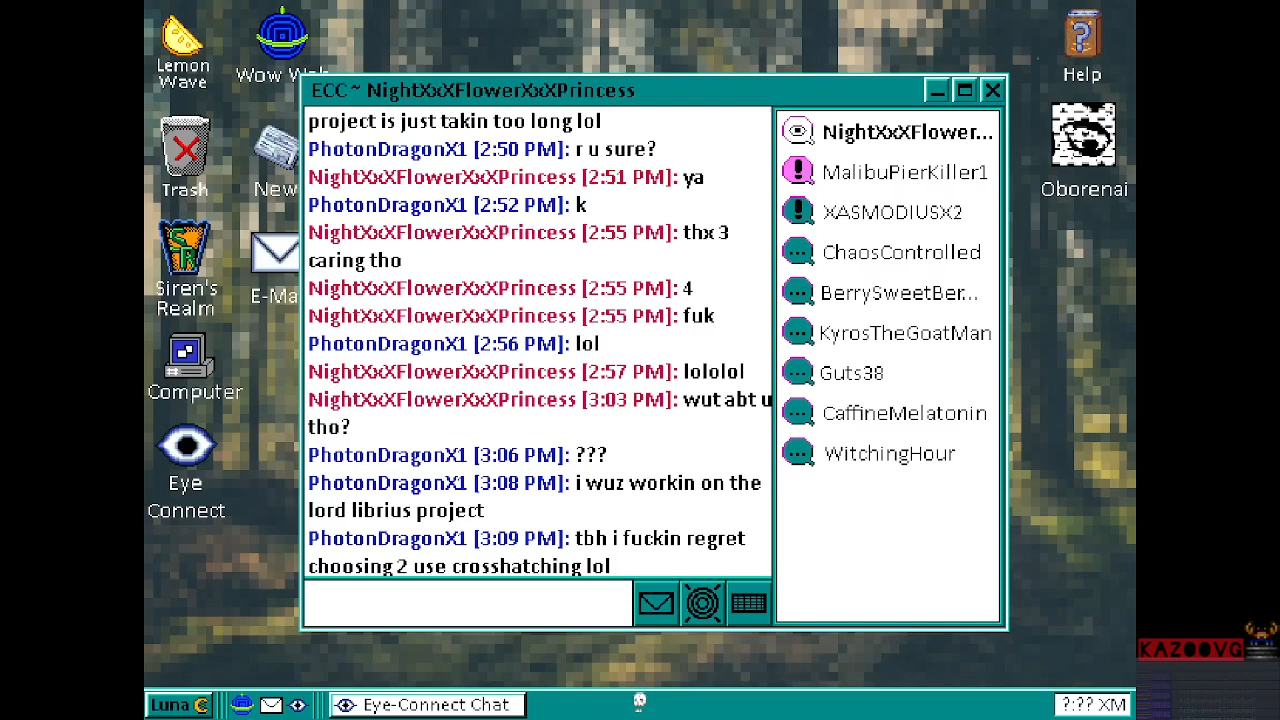 Lemon
Wave
Wow W
Trash
New
Siren's
Realm
E-Ma
Computer
Eye
Connect
Help
Oborenai
ECC ~ NightXxXFlowerXxXPrincess
project is just takin too long lol
PhotonDragonX1 [2:50 PM]: r u sure?
NightXxXFlowerXxXPrincess [2:51 PM]: ya
PhotonDragonX1 [2:52 PM]: k
NightXxXFlowerXxXPrincess [2:55 PM]: thx 3
caring tho
NightXxXFlowerXxXPrincess [2:55 PM]: 4
NightXxXFlowerXxXPrincess [2:55 PM]: fuk
PhotonDragonX1 [2:56 PM]: lol
NightXxXFlowerXxXPrincess [2:57 PM]: lolololol
NightXxXFlowerXxXPrincess [3:03 PM]: wut abt u
tho?
PhotonDragonX1 [3:06 PM]: ???
PhotonDragonX1 [3:08 PM]: i wuz workin on the
lord librius project
PhotonDragonX1 [3:09 PM]: tbh i fuckin regret
choosing 2 use crosshatching lol
NightXxXFlower...
MalibuPierKiller1
XASMODIUSX2
ChaosControlled
BerrySweetBer...
KyrosTheGoatMan
Guts38
CaffineMelatonin
WitchingHour
KAZOOVG
Luna
Eye-Connect Chat
?:?? XM